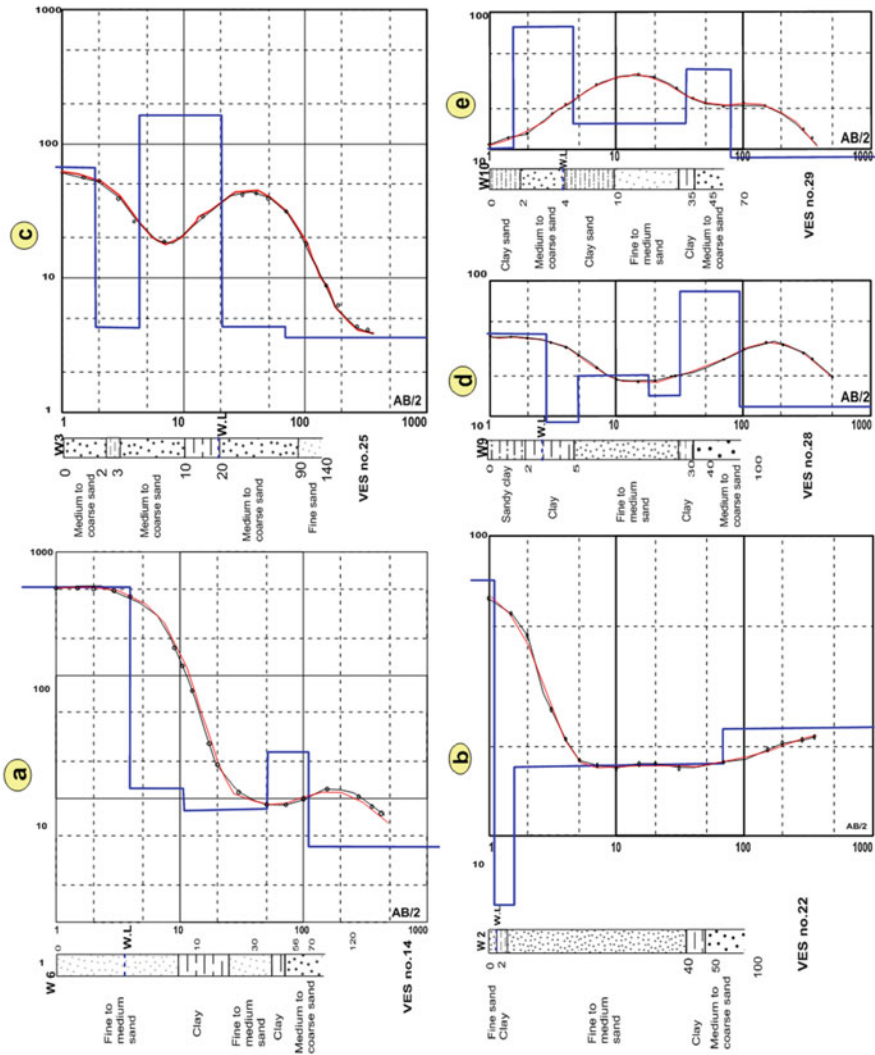 a
1000
100
10
1
10
100
1000
AB/2
W 6
W.L
0
10
30
56
70
120
Fine to
medium
sand
Clay
Fine to
medium
sand
Clay
Medium to
coarse sand
VES no.14
b
100
10
1
10
100
1000
AB/2
W 2
W.L
0
2
40
50
100
Fine sand
Clay
Fine to
medium
sand
Clay
Medium to
coarse sand
VES no.22
c
1000
100
10
1
1
10
100
1000
AB/2
W3
W.L
0
2
3
10
20
90
140
Medium to
coarse sand
Medium to
coarse sand
Medium to
coarse sand
Fine sand
VES no.25
d
100
10
1
10
100
1000
AB/2
W9
W.L
0
2
5
30
40
100
Sandy clay
Clay
Fine to
medium
sand
Clay
Medium to
coarse sand
VES no.28
e
100
10
1
10
100
1000
AB/2
W10
W.L
0
2
4
10
35
45
70
Clay sand
Medium to
coarse sand
Clay sand
Fine to
medium
sand
Clay
Medium to
coarse sand
VES no.29